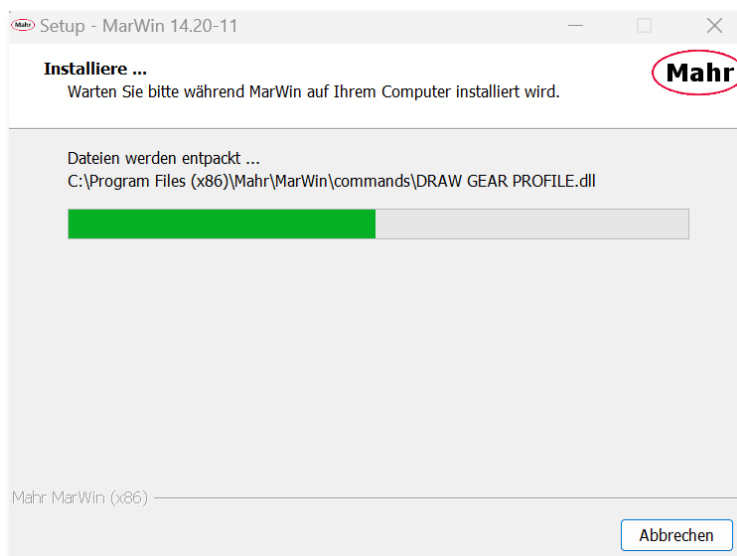 Mahr Setup - MarWin 14.20-11
Installiere ...
Warten Sie bitte während MarWin auf Ihrem Computer installiert wird.
Mahr
Dateien werden entpackt ...
C:\Program Files (x86)\Mahr\MarWin\commands\DRAW GEAR PROFILE.dll
Mahr MarWin (x86)
Abbrechen